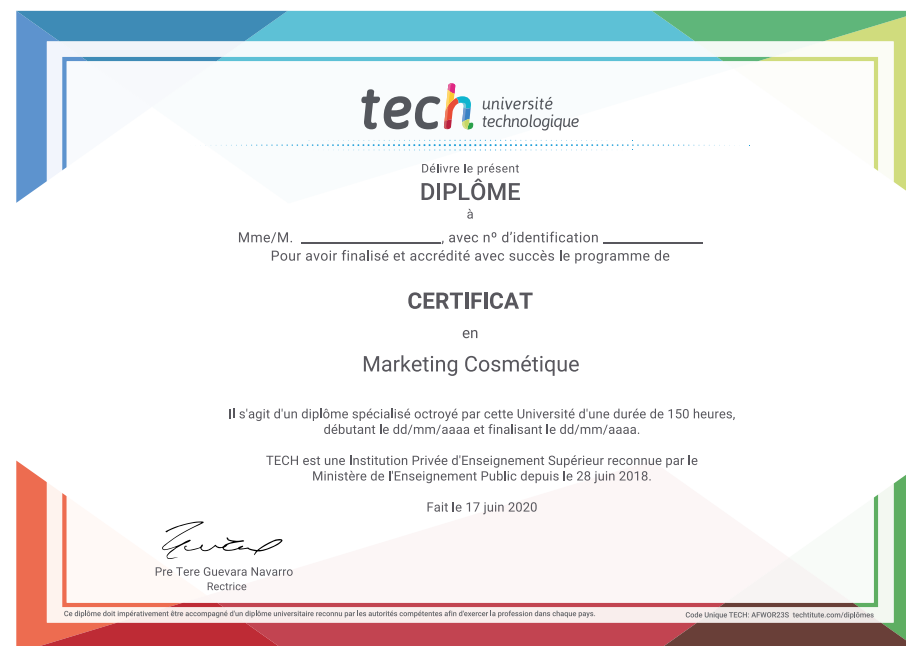 tech université
technologique
Délivre le présent
DIPLÔME
à
Mme/M. ____________________, avec nº d'identification ______________
Pour avoir finalisé et accrédité avec succès le programme de
CERTIFICAT
en
Marketing Cosmétique
Il s'agit d'un diplôme spécialisé octroyé par cette Université d'une durée de 150 heures,
débutant le dd/mm/aaaa et finalisant le dd/mm/aaaa.
TECH est une Institution Privée d'Enseignement Supérieur reconnue par le
Ministère de l'Enseignement Public depuis le 28 juin 2018.
Fait le 17 juin 2020
Pre Tere Guevara Navarro
Rectrice
Ce diplôme doit impérativement être accompagné d'un diplôme universitaire reconnu par les autorités compétentes afin d'exercer la profession dans chaque pays.
Code Unique TECH: AFWOR23S techtitute.com/diplômes